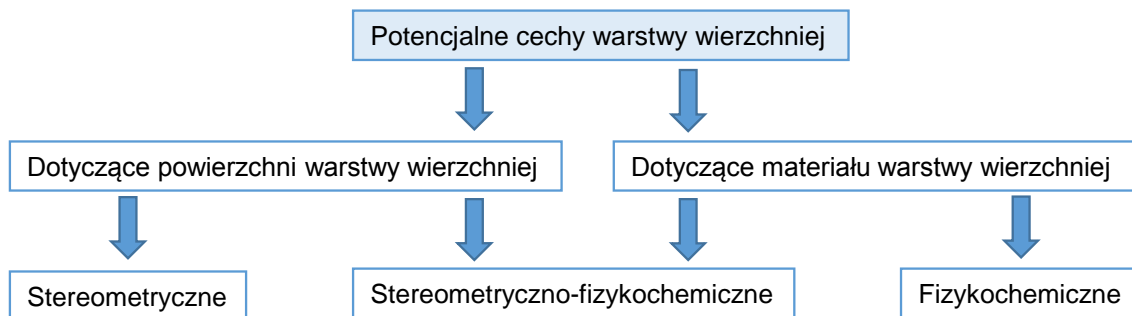 Potencjalne cechy warstwy wierzchniej
Dotyczące powierzchni warstwy wierzchniej
Dotyczące materiału warstwy wierzchniej
Stereometryczne
Stereometryczno-fizykochemiczne
Fizykochemiczne